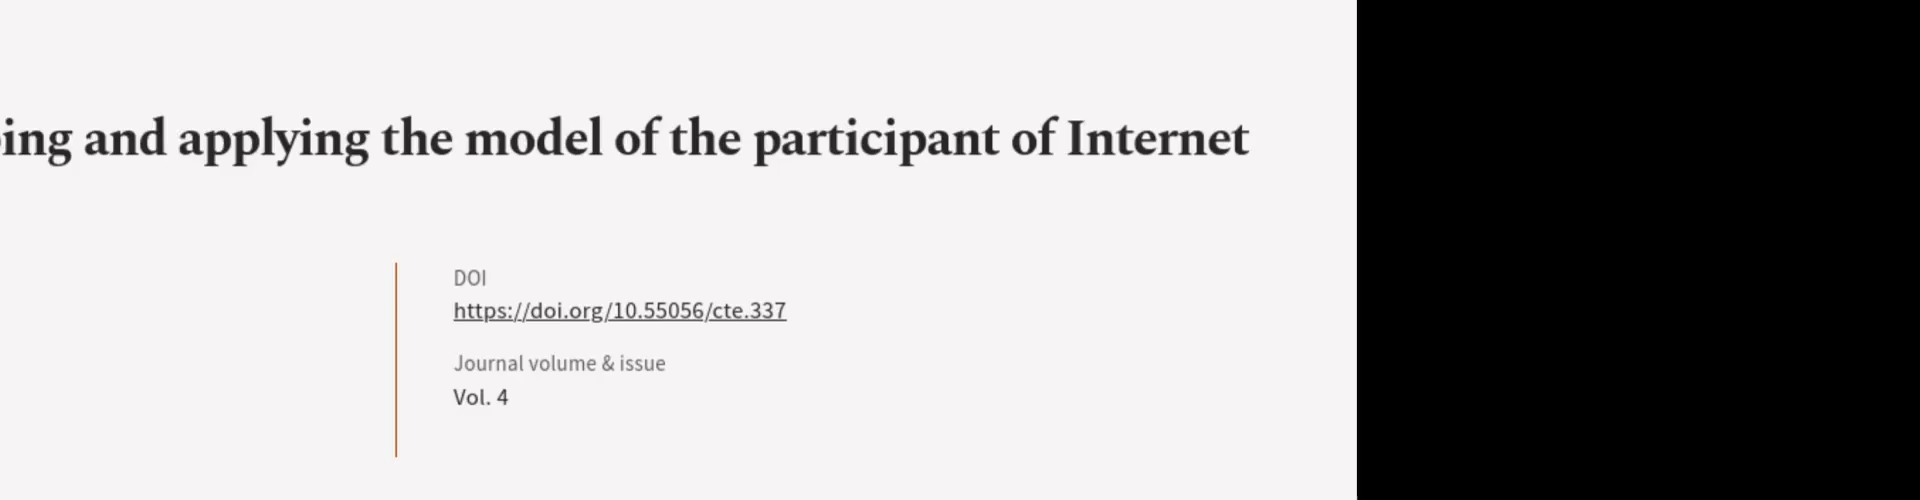 ing and applying the model of the participant of Internet
DOI
https://doi.org/10.55056/cte.337
Journal volume & issue
Vol. 4